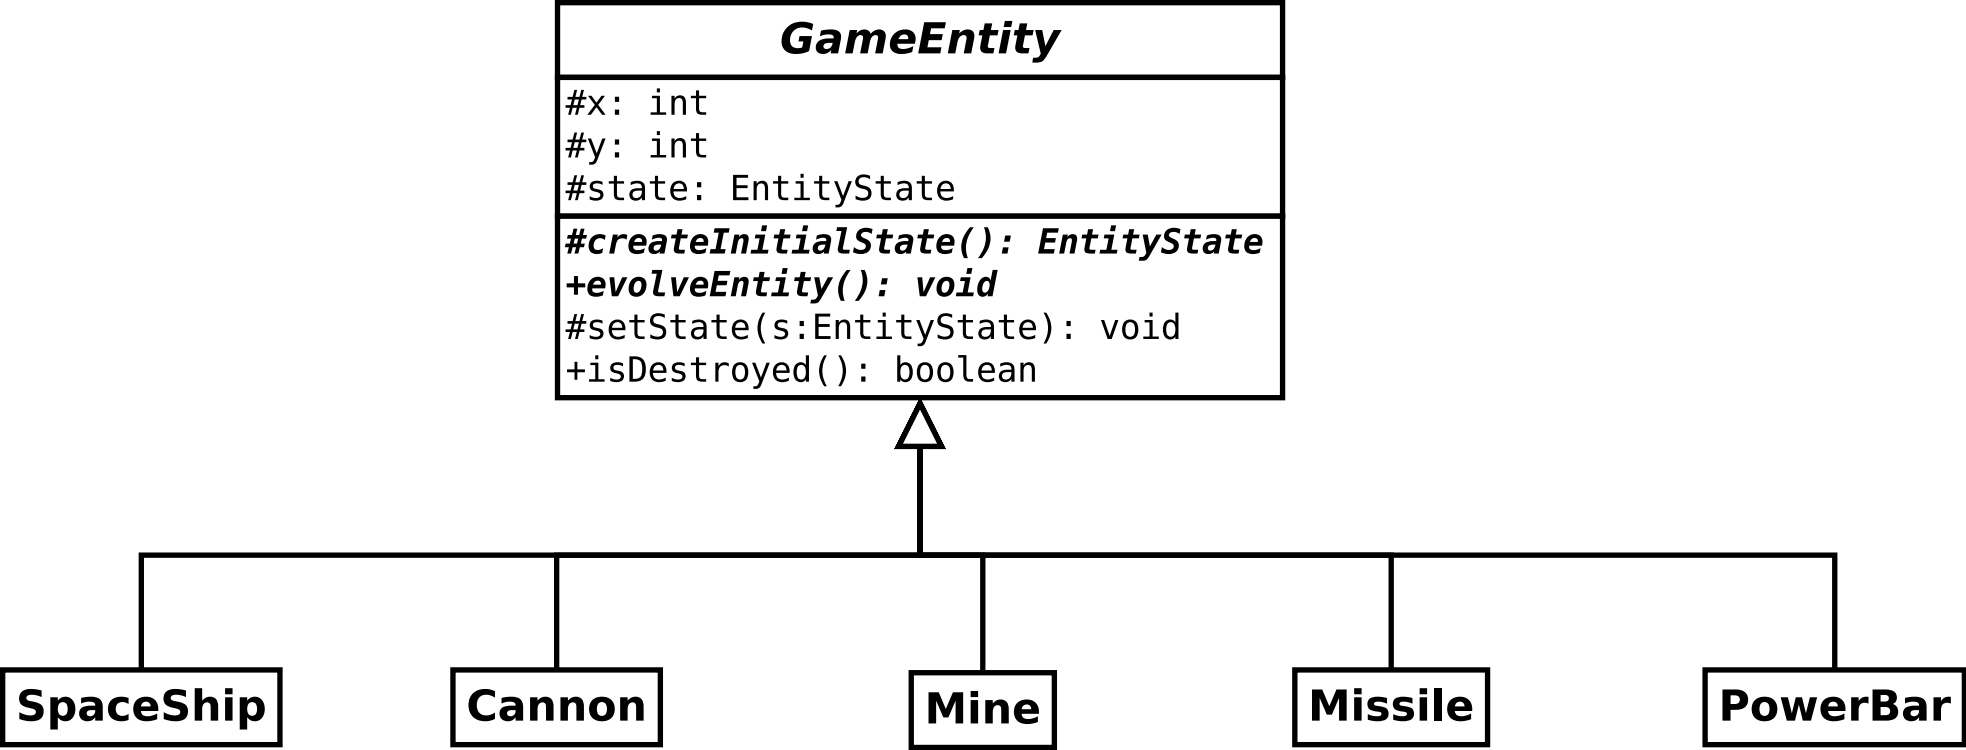 GameEntity
#x: int
#y: int
#state: EntityState
#createInitialState(): EntityState
+evolveEntity(): void
#setState(s:EntityState): void
+isDestroyed(): boolean
SpaceShip
Cannon
Mine
Missile
PowerBar